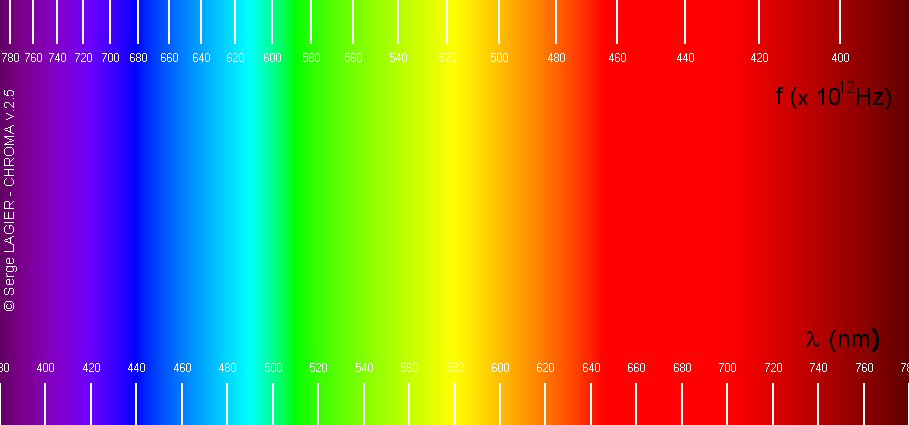 780 760 740 720 700 680 660 640 620 600 580 560 540 520 500 480 460 440 420 400
f (x 10¹²Hz)
© Serge LAGIER - CHROMA v.2.5
λ (nm)
80 400 420 440 460 480 500 520 540 560 580 600 620 640 660 680 700 720 740 760 78